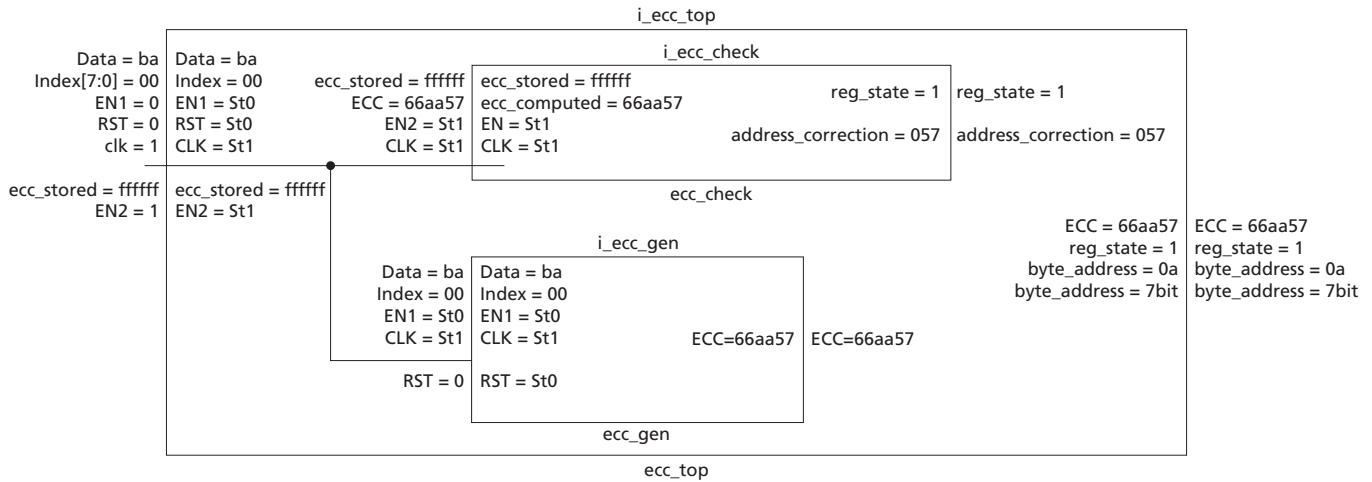 i_ecc_top
i_ecc_check
Data = ba
Index[7:0] = 00
EN1 = 0
RST = 0
clk = 1
Data = ba
Index = 00
EN1 = St0
RST = St0
CLK = St1
ecc_stored = ffffff
ECC = 66aa57
EN2 = St1
CLK = St1
ecc_stored = ffffff
ecc_computed = 66aa57
EN = St1
CLK = St1
reg_state = 1
address_correction = 057
reg_state = 1
address_correction = 057
ecc_check
ecc_stored = ffffff
EN2 = 1
ecc_stored = ffffff
EN2 = St1
i_ecc_gen
Data = ba
Index = 00
EN1 = St0
CLK = St1
RST = 0
Data = ba
Index = 00
EN1 = St0
CLK = St1
RST = St0
ECC=66aa57
ECC=66aa57
ecc_gen
ECC = 66aa57
reg_state = 1
byte_address = 0a
byte_address = 7bit
ECC = 66aa57
reg_state = 1
byte_address = 0a
byte_address = 7bit
ecc_top